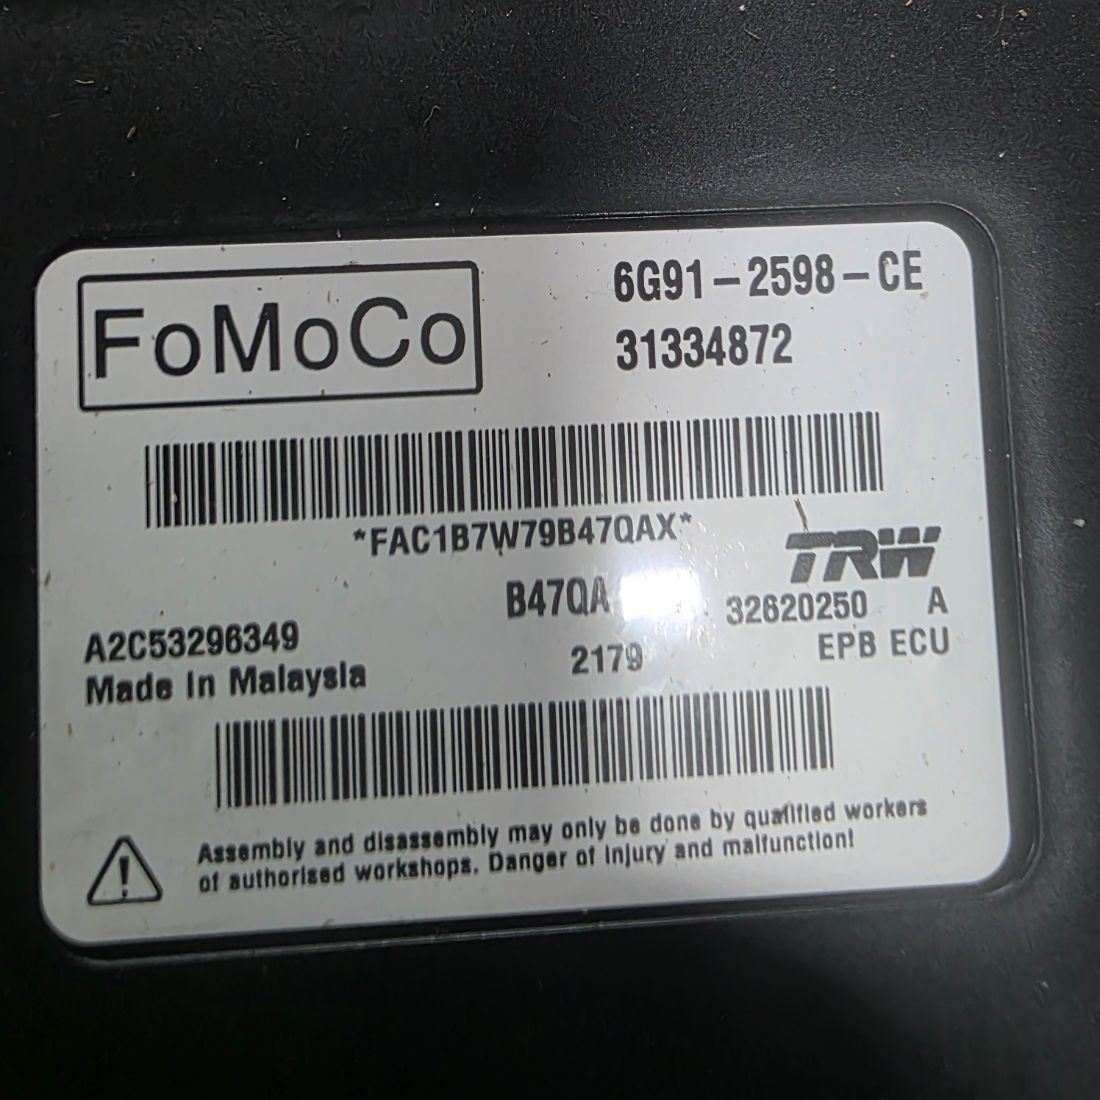 FoMoCo
6G91-2598-CE
31334872
*FAC1B7W79B47QAX*
TRW
B47QA
32620250 A
A2C53296349
2179
EPB ECU
Made In Malaysia
Assembly and disassembly may only be done by qualified workers
of authorised workshops. Danger of injury and malfunction!